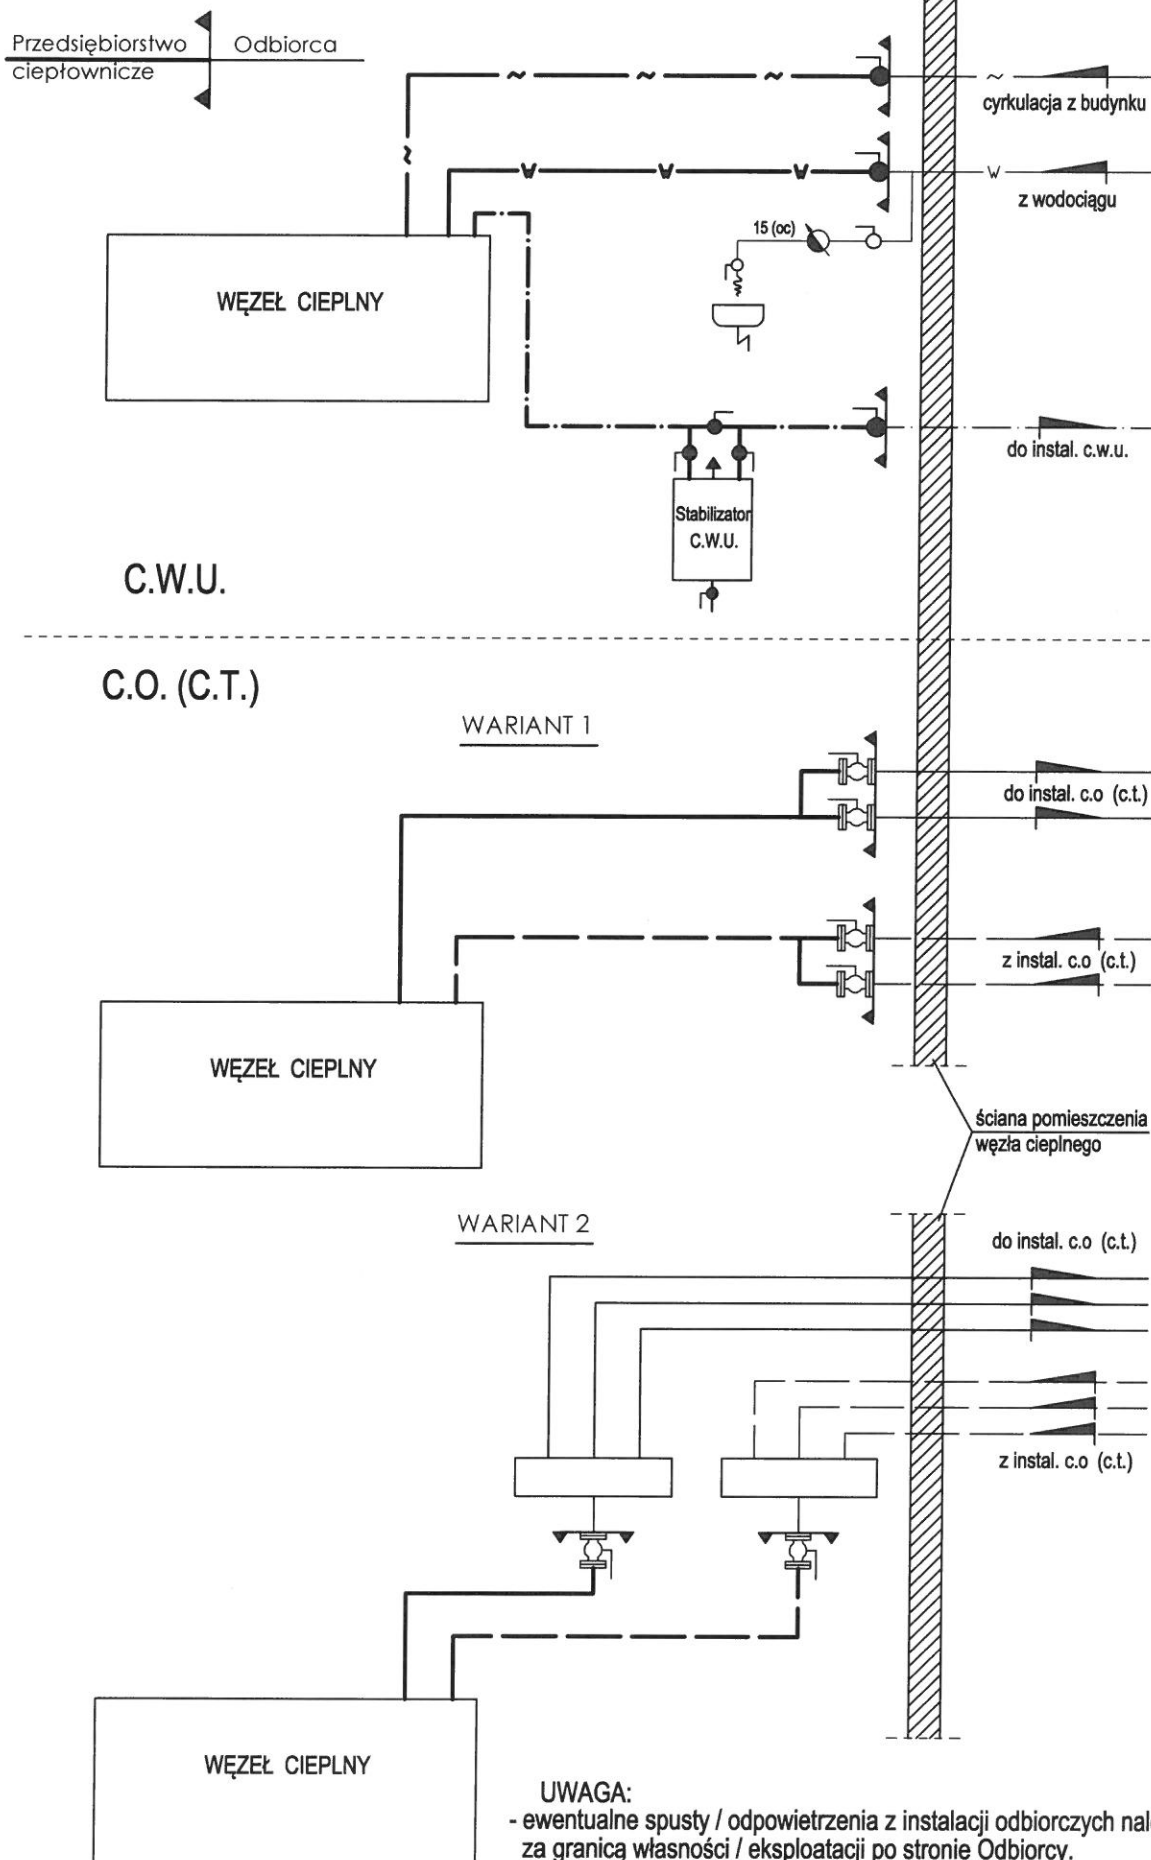 Przedsiębiorstwo
ciepłownicze
Odbiorca
~ ~ ~ ~
cyrkulacja z budynku
~
W W W W
z wodociągu
15 (oc)
WĘZEŁ CIEPLNY
do instal. c.w.u.
Stabilizator
C.W.U.
C.W.U.
C.O. (C.T.)
WARIANT 1
do instal. c.o (c.t.)
z instal. c.o (c.t.)
WĘZEŁ CIEPLNY
ściana pomieszczenia
węzła cieplnego
WARIANT 2
do instal. c.o (c.t.)
z instal. c.o (c.t.)
WĘZEŁ CIEPLNY
UWAGA:
- ewentualne spusty / odpowietrzenia z instalacji odbiorczych
za granicą własności / eksploatacji po stronie Odbiorcy.